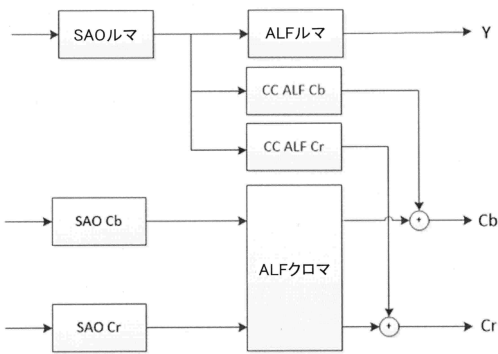 SAOルマ
ALFルマ
Y
CC ALF Cb
CC ALF Cr
SAO Cb
ALFクロマ
+
Cb
SAO Cr
+
Cr